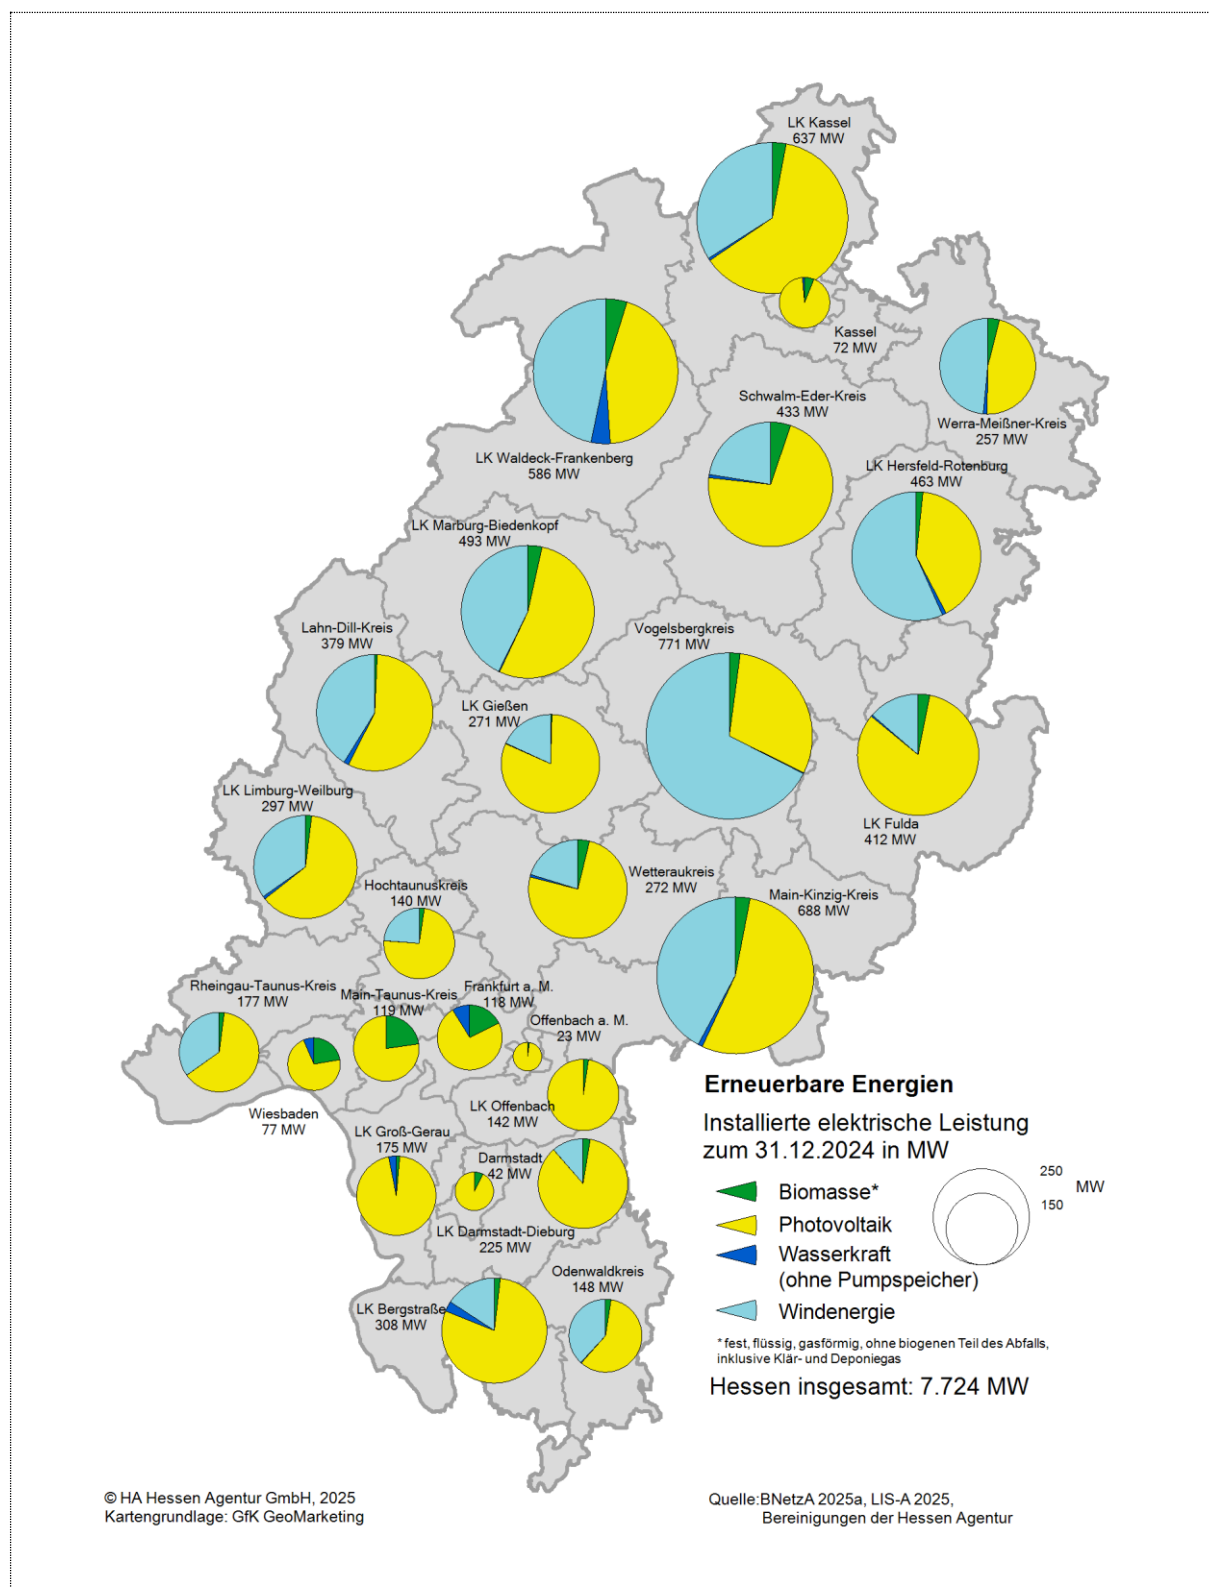 LK Kassel
637 MW
Kassel
72 MW
Werra-Meißner-Kreis
257 MW
Schwalm-Eder-Kreis
433 MW
LK Waldeck-Frankenberg
586 MW
LK Hersfeld-Rotenburg
463 MW
LK Marburg-Biedenkopf
493 MW
Lahn-Dill-Kreis
379 MW
Vogelsbergkreis
771 MW
LK Gießen
271 MW
LK Limburg-Weilburg
297 MW
LK Fulda
412 MW
Wetteraukreis
272 MW
Hochtaunuskreis
140 MW
Main-Kinzig-Kreis
688 MW
Rheingau-Taunus-Kreis
177 MW
Main-Taunus-Kreis
119 MW
Frankfurt a. M.
118 MW
Offenbach a. M.
23 MW
Wiesbaden
77 MW
LK Offenbach
142 MW
LK Groß-Gerau
175 MW
Darmstadt
42 MW
LK Darmstadt-Dieburg
225 MW
Odenwaldkreis
148 MW
LK Bergstraße
308 MW
Erneuerbare Energien
Installierte elektrische Leistung
zum 31.12.2024 in MW
250
150
MW
Biomasse*
Photovoltaik
Wasserkraft
(ohne Pumpspeicher)
Windenergie
* fest, flüssig, gasförmig, ohne biogenen Teil des Abfalls,
inklusive Klär- und Deponiegas
Hessen insgesamt: 7.724 MW
© HA Hessen Agentur GmbH, 2025
Kartengrundlage: GfK GeoMarketing
Quelle:BNetzA 2025a, LIS-A 2025,
Bereinigungen der Hessen Agentur